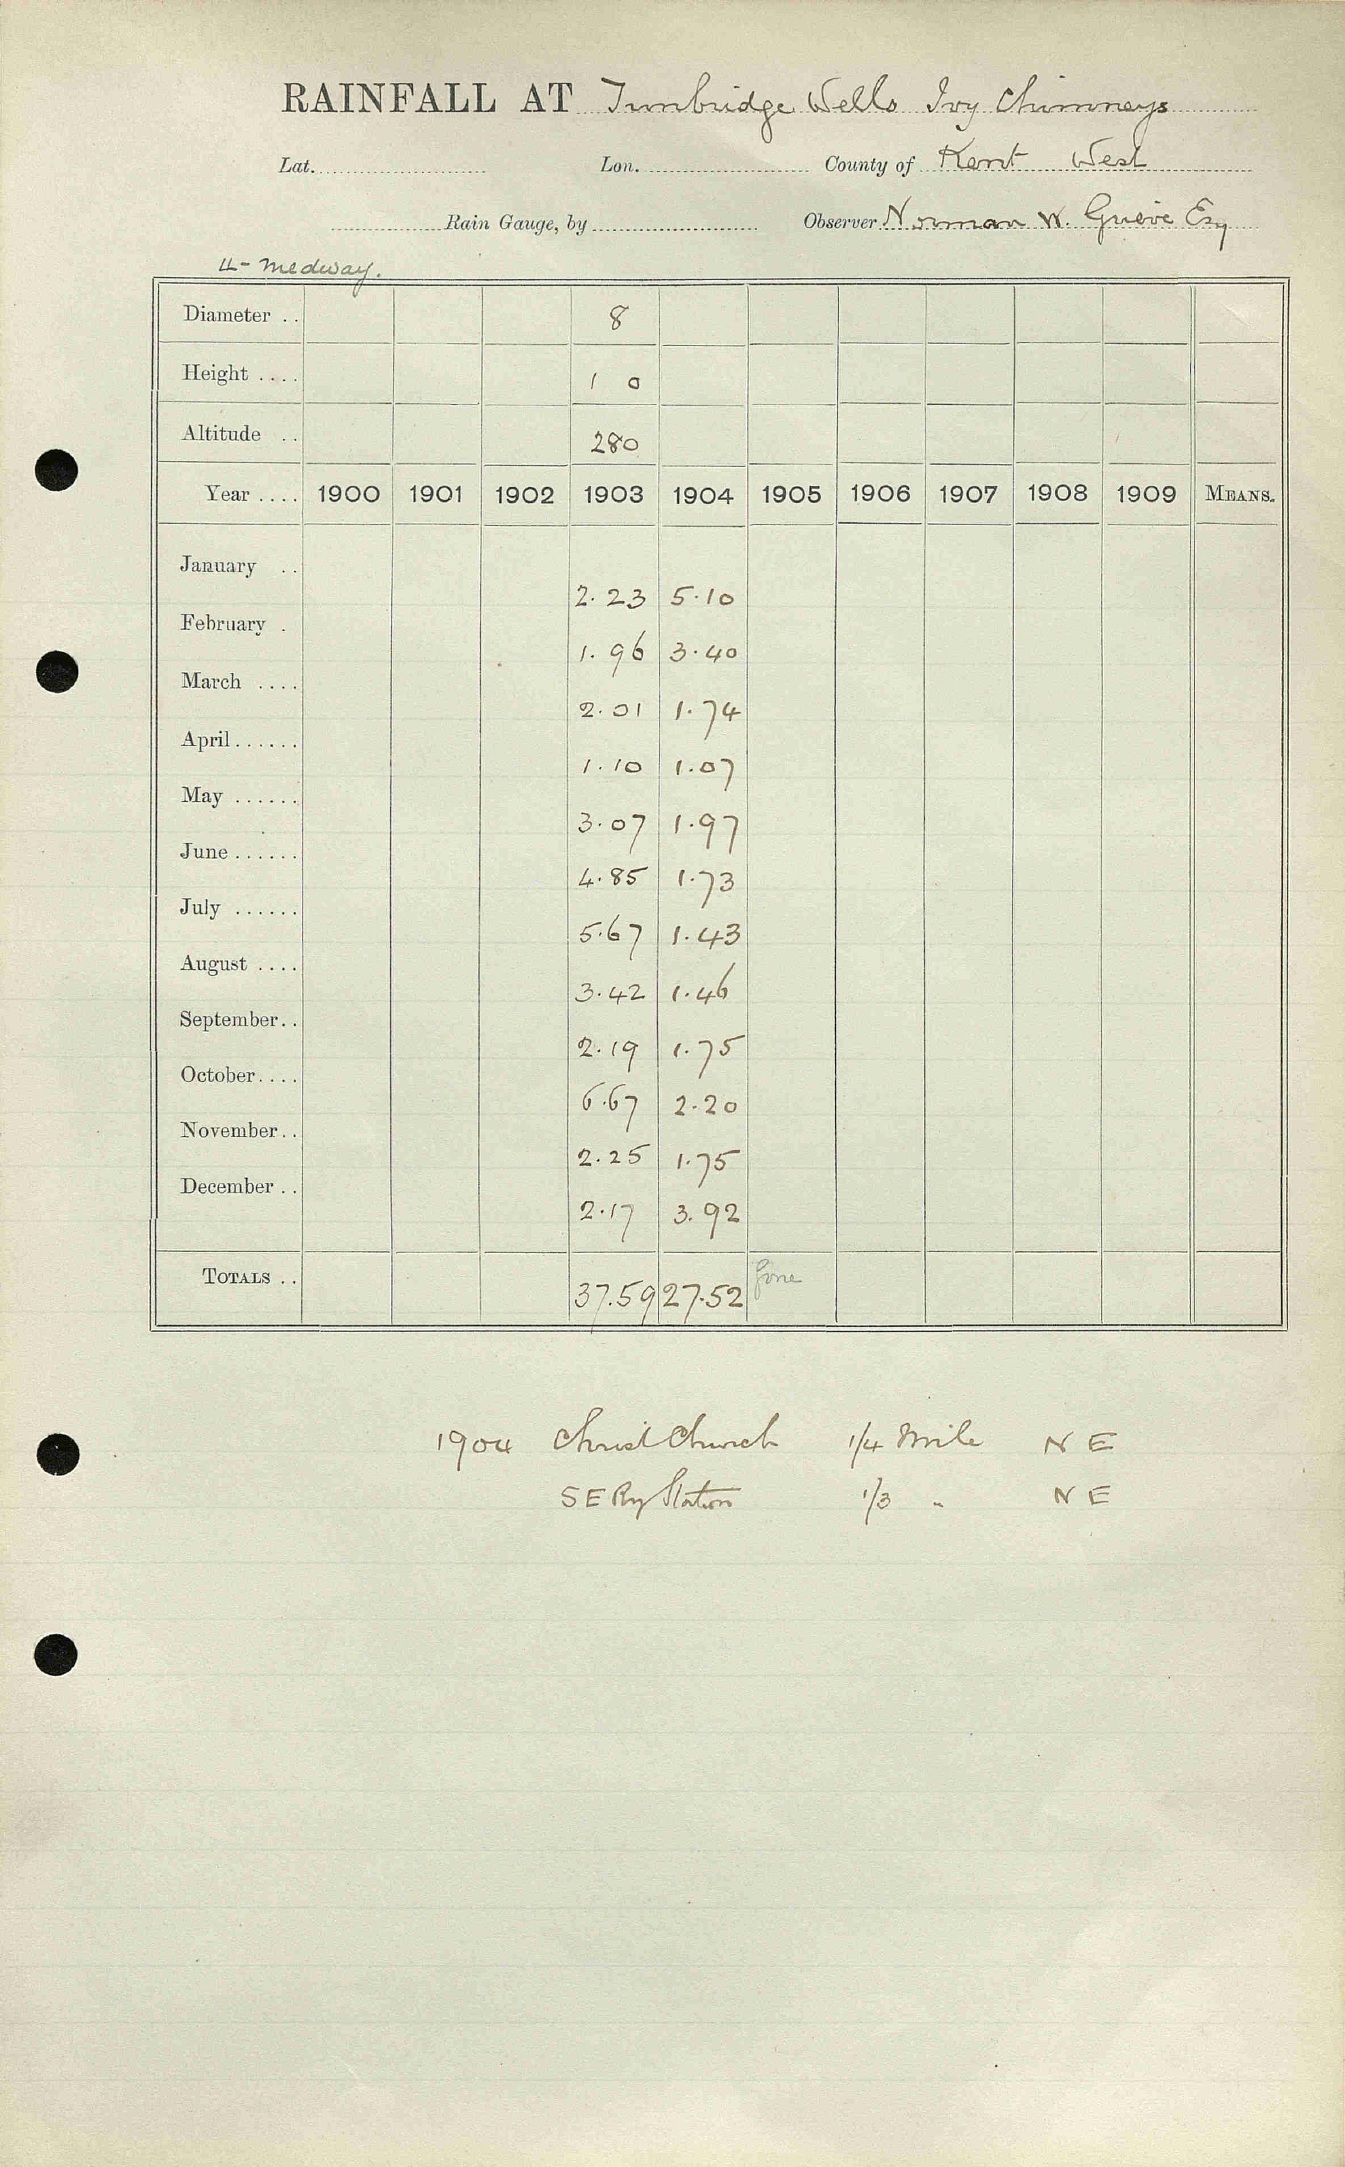 RAINFALL AT Tunbridge Wells Ivy Chimneys
Lat. Lon. County of Kent West
Rain Gauge, by Observer Norman W. Grieve Esq
4- Medway.
Diameter . . 8
Height . . . . 1 0
Altitude . . 280
Year . . . . 1900 1901 1902 1903 1904 1905 1906 1907 1908 1909 MEANS.
January . . 2.23 5.10
February . 1.96 3.40
March . . . . 2.01 1.74
April . . . . . . 1.10 1.07
May . . . . . . 3.07 1.97
June . . . . . . 4.85 1.73
July . . . . . . 5.67 1.43
August . . . . 3.42 1.46
September . . 2.19 1.75
October . . . . 6.67 2.20
November . . 2.25 1.75
December . . 2.17 3.92
TOTALS . . 37.59 27.52 Gone
1904 Christ Church 1/4 Mile N E
S E Ry Station 1/3 " N E